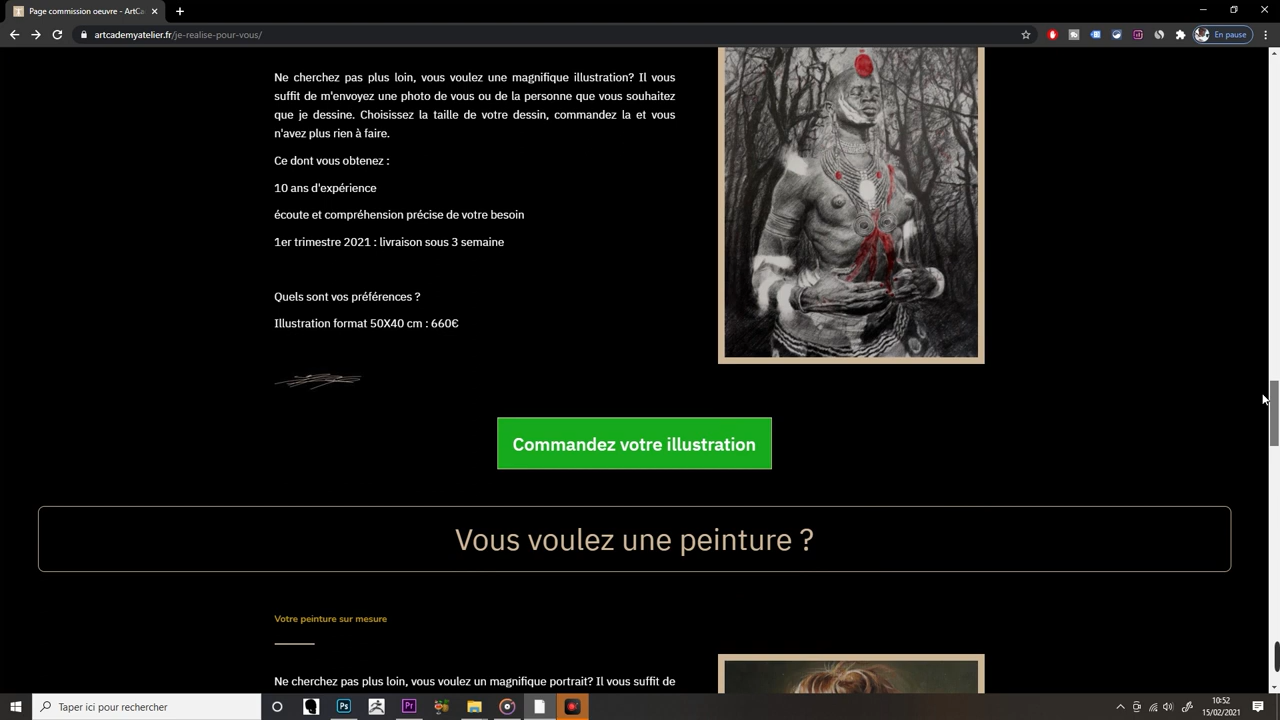 Page commission oeuvre - ArtCa
artcademyatelier.fr/je-realise-pour-vous/
En pause
Ne cherchez pas plus loin, vous voulez une magnifique illustration? Il vous
suffit de m'envoyez une photo de vous ou de la personne que vous souhaitez
que je dessine. Choisissez la taille de votre dessin, commandez la et vous
n'avez plus rien à faire.
Ce dont vous obtenez :
10 ans d'expérience
écoute et compréhension précise de votre besoin
1er trimestre 2021 : livraison sous 3 semaine
Quels sont vos préférences ?
Illustration format 50X40 cm : 660€
Commandez votre illustration
Vous voulez une peinture ?
Votre peinture sur mesure
Ne cherchez pas plus loin, vous voulez un magnifique portrait? Il vous suffit de
Taper ici pour rechercher
Ps
Pr
10:52
15/02/2021